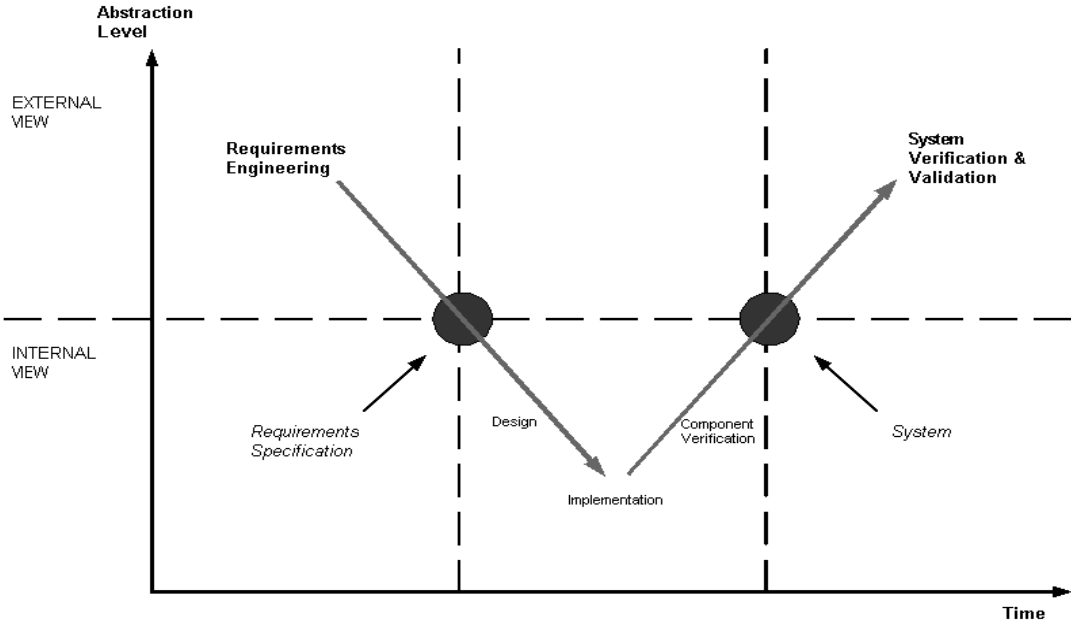 Abstraction
Level
EXTERNAL
VIEW
Requirements
Engineering
System
Verification &
Validation
INTERNAL
VIEW
Requirements
Specification
Design
Component
Verification
System
Implementation
Time